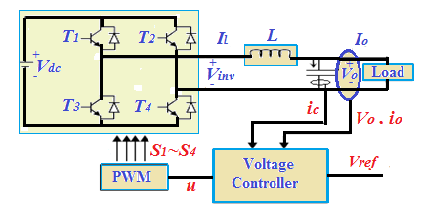 T1 T2 IL L Io
+
Vdc
-
+
Vinv
-
+
Vo
-
Load
T3 T4
ic
Vo . io
S1~S4
PWM
u
Voltage
Controller
Vref